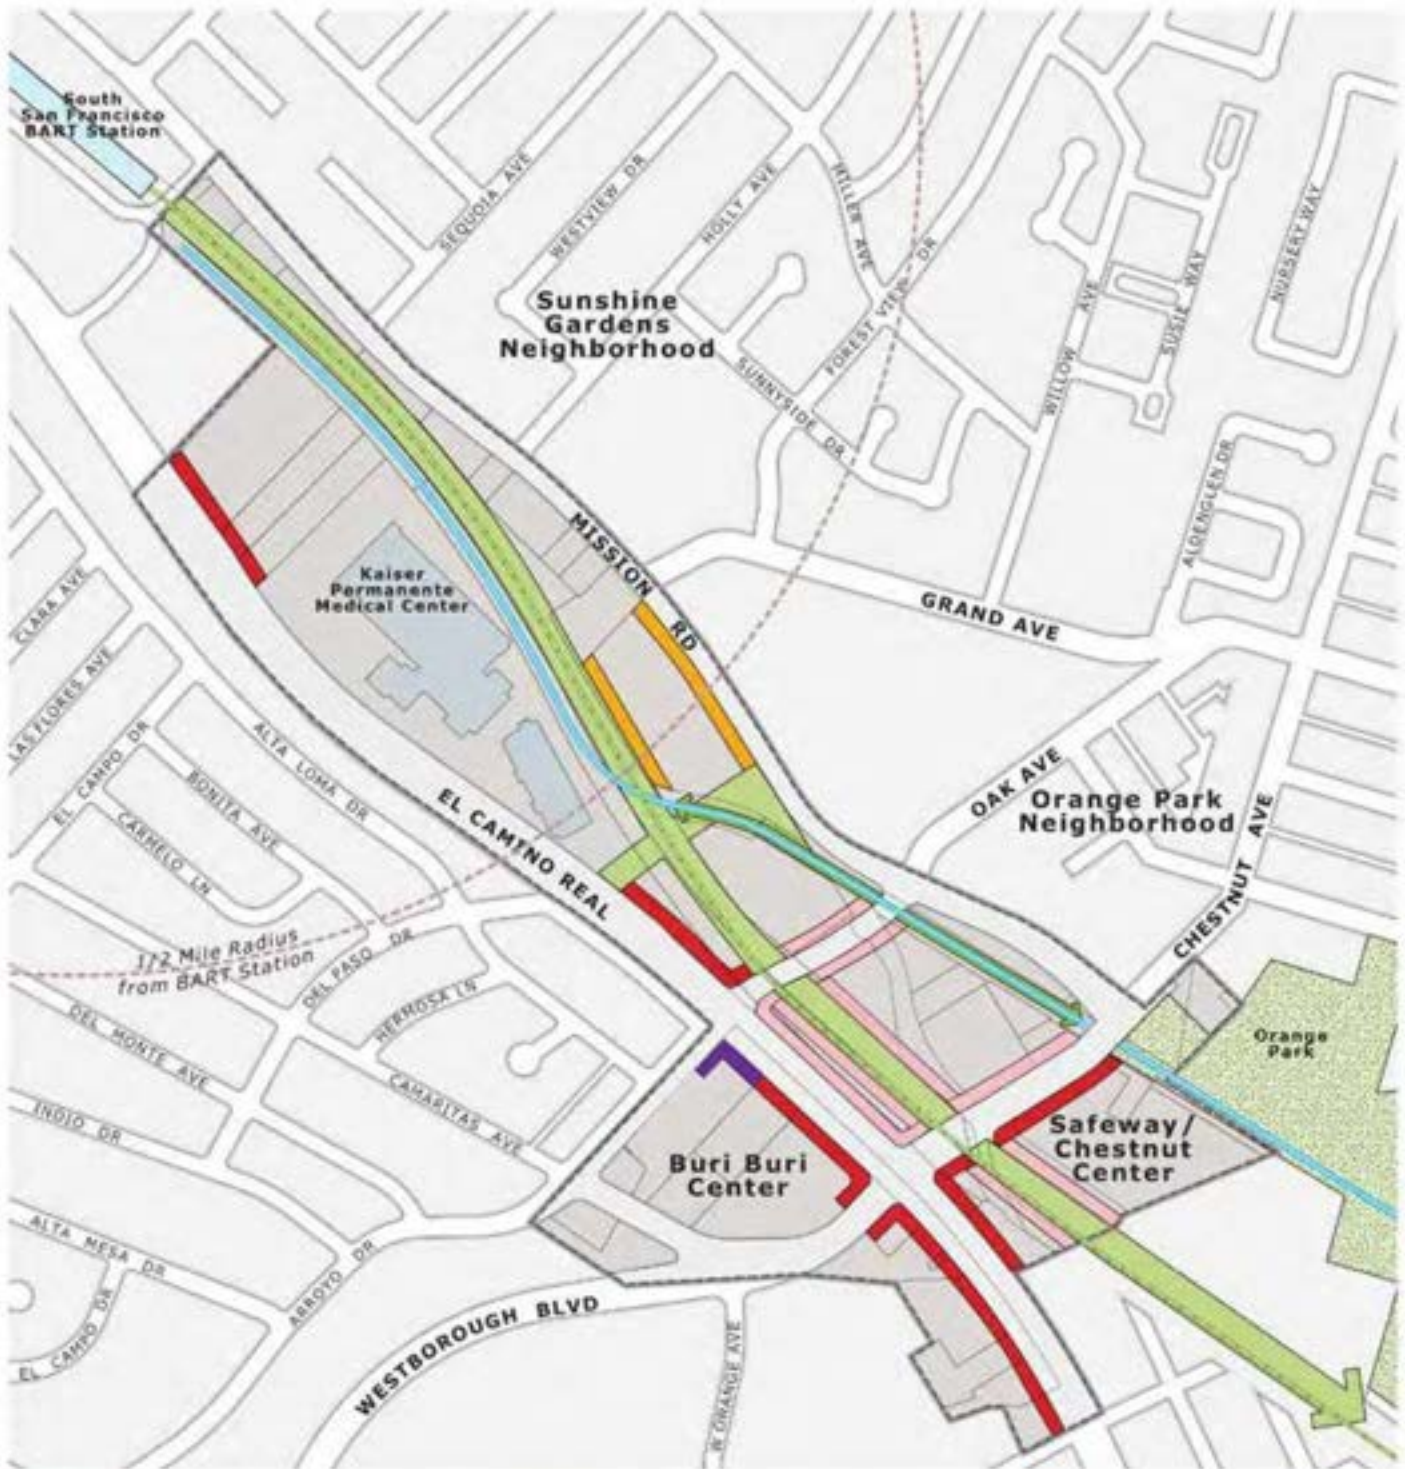 South
San Francisco
BART Station
SEQUOIA AVE
WESTVIEW DR
HOLLY AVE
MILLER AVE
FOREST VIEW DR
NURSERY WAY
SUSIE WAY
WILLOW AVE
Sunshine
Gardens
Neighborhood
SUNNYSIDE DR
ALDENGLEN DR
MISSION RD
GRAND AVE
Kaiser
Permanente
Medical Center
CLARA AVE
LAS FLORES AVE
EL CAMPO DR
ALTA LOMA DR
BONITA AVE
CARMELO LN
EL CAMINO REAL
OAK AVE
Orange Park
Neighborhood
CHESTNUT AVE
1/2 Mile Radius
from BART Station
DEL PASO DR
HERMOSA LN
DEL MONTE AVE
CAMARITAS AVE
INDIO DR
Orange
Park
Safeway/
Chestnut
Center
Buri Buri
Center
ALTA MESA DR
ARROYO DR
EL CAMPO DR
WESTBOROUGH BLVD
W ORANGE AVE